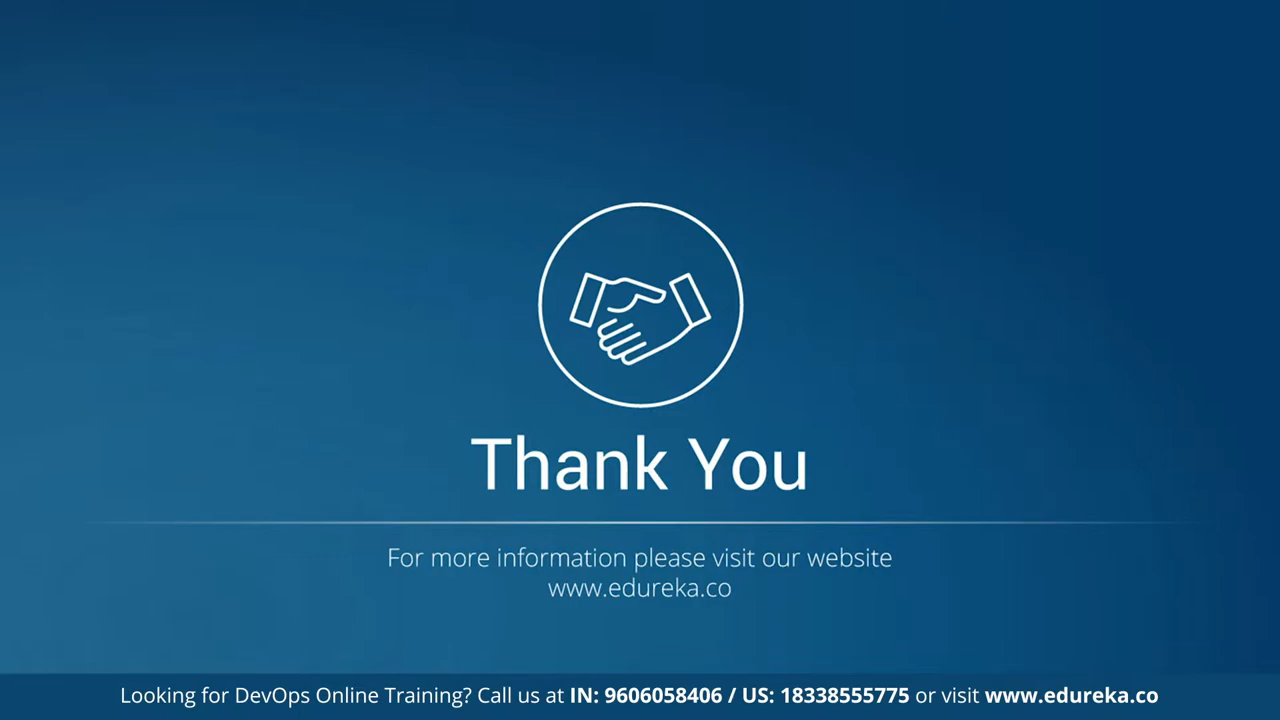 Thank You
For more information please visit our website
www.edureka.co
Looking for DevOps Online Training? Call us at IN: 9606058406 / US: 18338555775 or visit www.edureka.co